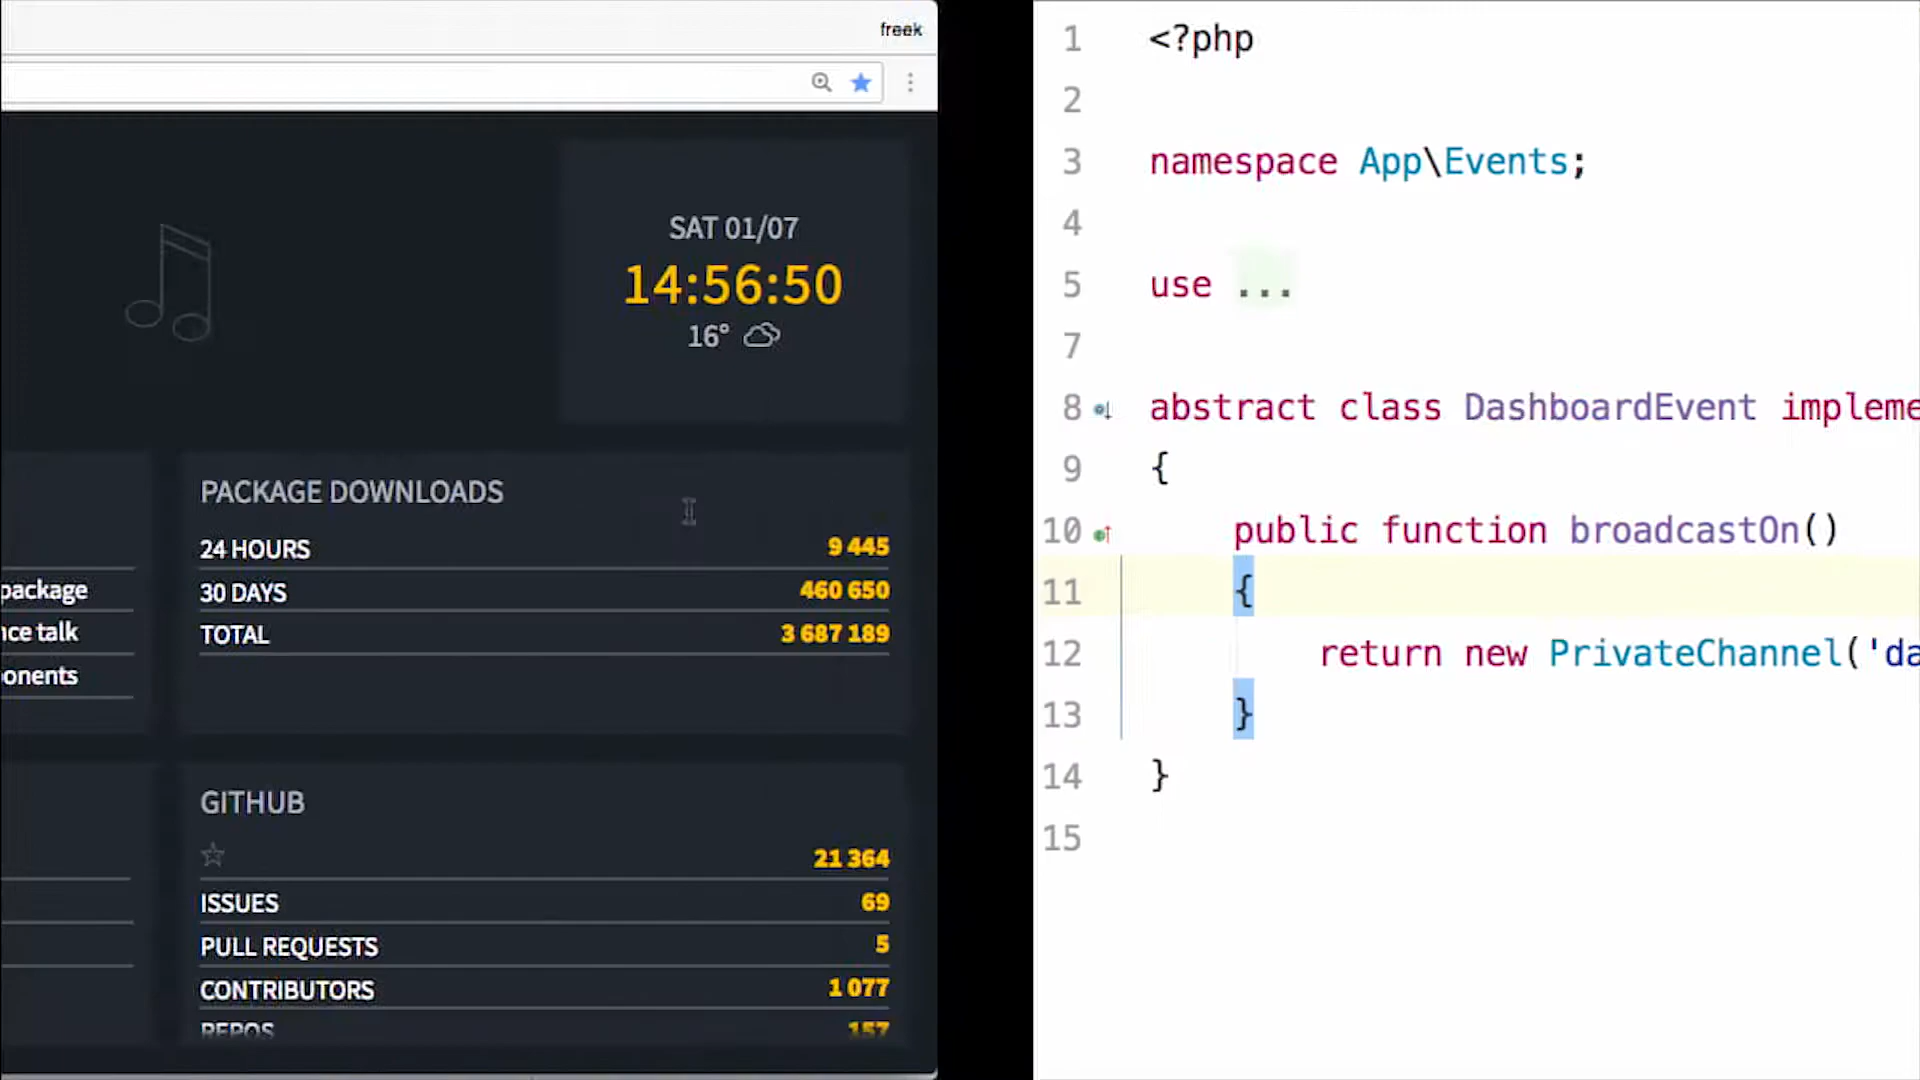 freek
SAT 01/07
14:56:50
16°
PACKAGE DOWNLOADS
24 HOURS 9 445
30 DAYS 460 650
TOTAL 3 687 189
package
talk
GITHUB
21 364
ISSUES 69
PULL REQUESTS 5
CONTRIBUTORS 1 077
REPOS 157
1 <?php
2
3 namespace App\Events;
4
5 use ...
7
8 abstract class DashboardEvent impleme
9 {
10 public function broadcastOn()
11 {
12 return new PrivateChannel('da
13 }
14 }
15